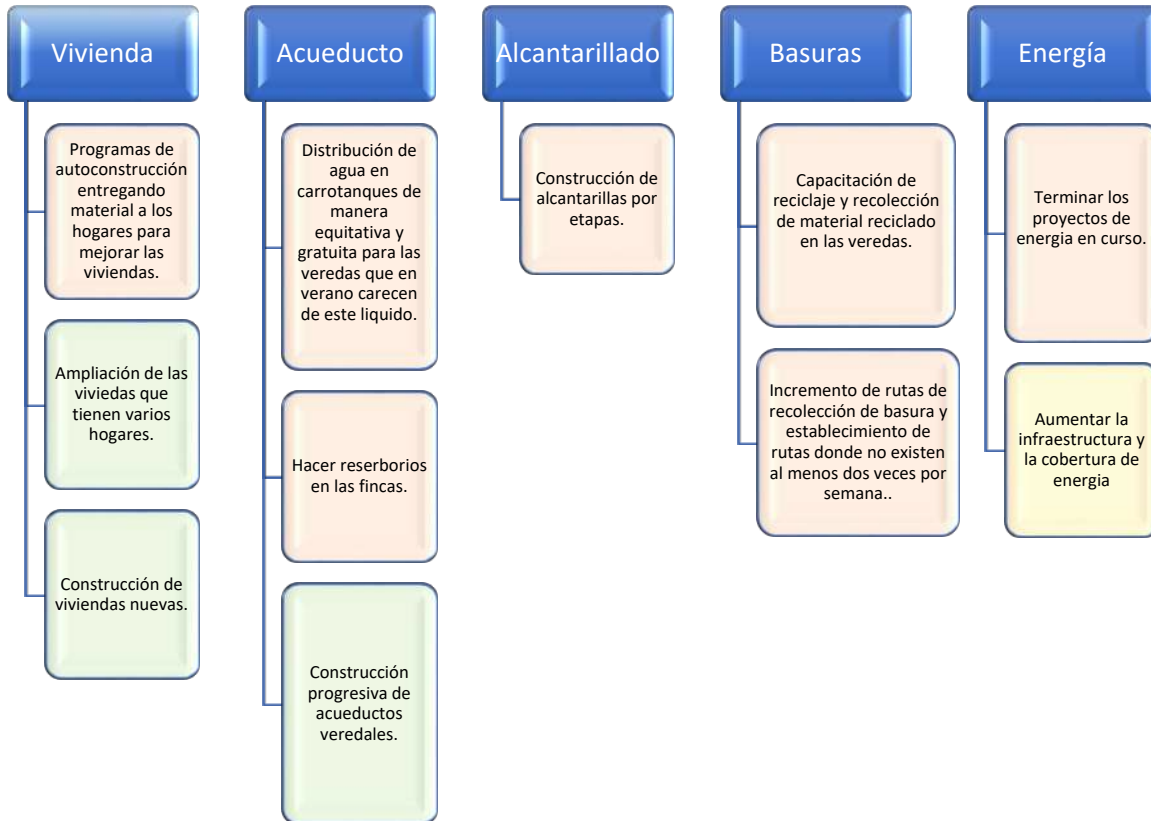 Vivienda
Programas de
autoconstrucción
entregando
material a los
hogares para
mejorar las
viviendas.
Ampliación de las
viviedas que
tienen varios
hogares.
Construcción de
viviendas nuevas.
Acueducto
Distribución de
agua en
carrotanques de
manera
equitativa y
gratuita para las
veredas que en
verano carecen
de este liquido.
Hacer reserborios
en las fincas.
Construcción
progresiva de
acueductos
veredales.
Alcantarillado
Construcción de
alcantarillas por
etapas.
Basuras
Capacitación de
reciclaje y recolección
de material reciclado
en las veredas.
Incremento de rutas de
recolección de basura y
establecimiento de
rutas donde no existen
al menos dos veces por
semana..
Energía
Terminar los
proyectos de
energia en curso.
Aumentar la
infraestructura y
la cobertura de
energia